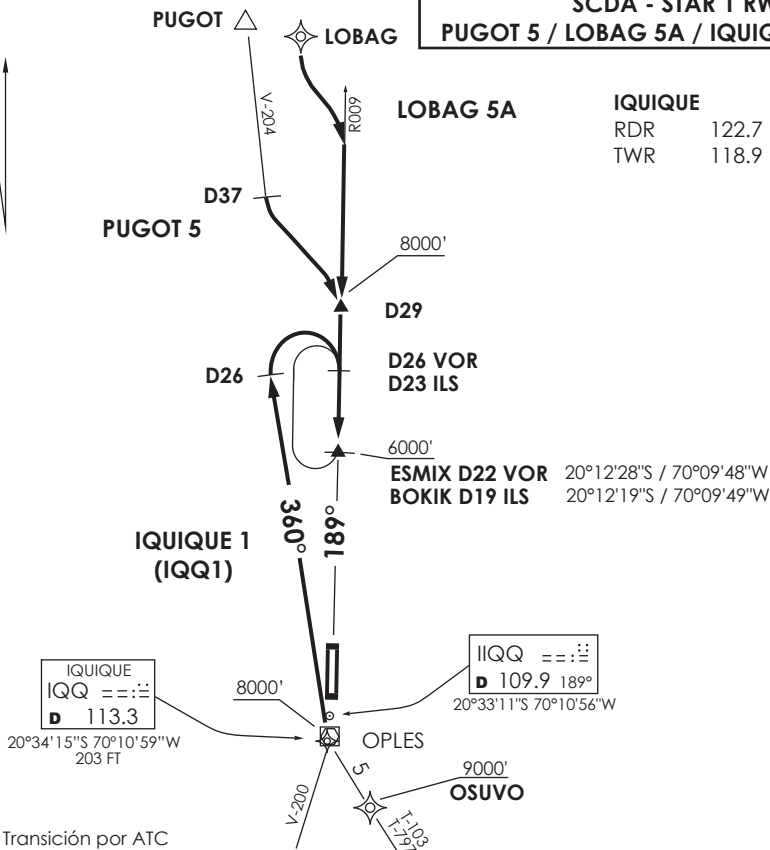 SCDA - STAR 1 RW
PUGOT 5 / LOBAG 5A / IQUIQ
PUGOT
LOBAG
LOBAG 5A
IQUIQUE
RDR 122.7
TWR 118.9
V-204
R009
D37
PUGOT 5
8000'
D29
D26
D26 VOR
D23 ILS
6000'
ESMIX D22 VOR 20°12'28"S / 70°09'48"W
BOKIK D19 ILS 20°12'19"S / 70°09'49"W
360°
189°
IQUIQUE 1
(IQQ1)
IQUIQUE
IQQ
D 113.3
20°34'15"S 70°10'59"W
203 FT
8000'
IIQQ
D 109.9 189°
20°33'11"S 70°10'56"W
OPLES
5
9000'
OSUVO
V-200
T-103
T-797
Transición por ATC